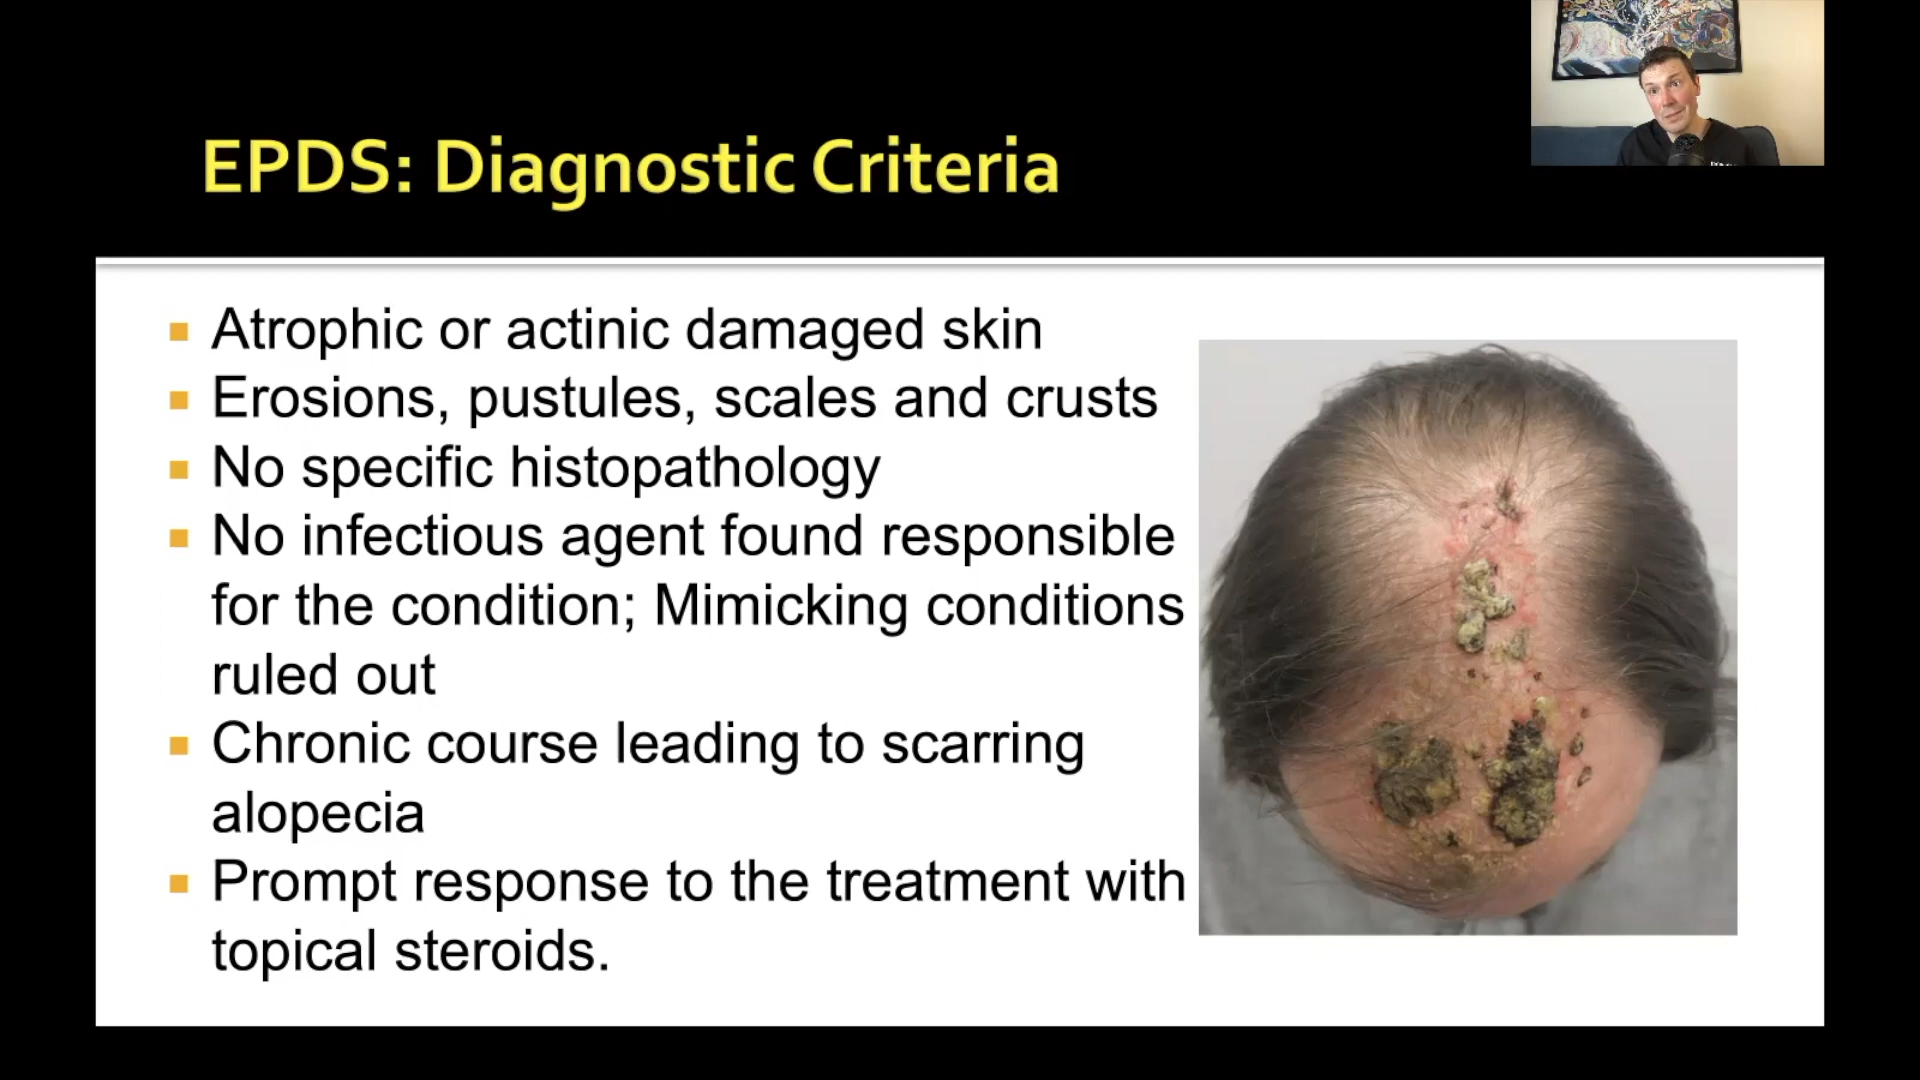 EPDS: Diagnostic Criteria
Atrophic or actinic damaged skin
Erosions, pustules, scales and crusts
No specific histopathology
No infectious agent found responsible
for the condition; Mimicking conditions
ruled out
Chronic course leading to scarring
alopecia
Prompt response to the treatment with
topical steroids.